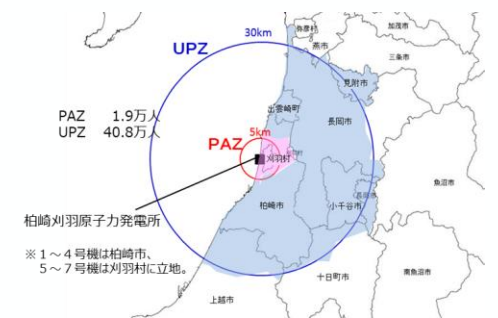 30km
UPZ
弥彦村
燕市
加茂市
三条市
見附市
出雲崎町
長岡市
PAZ 1.9万人
UPZ 40.8万人
5km
PAZ
刈羽村
魚沼市
柏崎刈羽原子力発電所
柏崎市
小千谷市
※1～4号機は柏崎市、
5～7号機は刈羽村に立地。
十日町市
南魚沼市
上越市